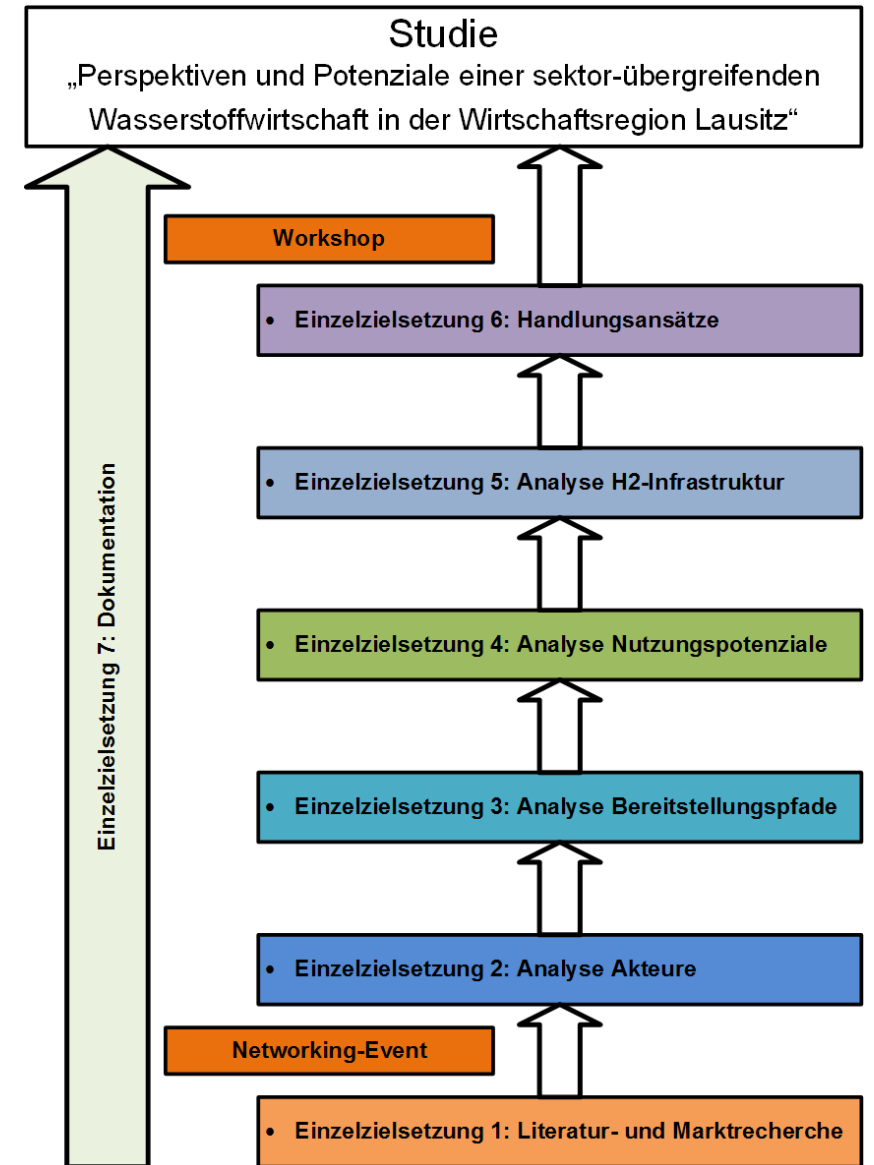 Studie
„Perspektiven und Potenziale einer sektor-übergreifenden
Wasserstoffwirtschaft in der Wirtschaftsregion Lausitz“
Workshop
• Einzelzielsetzung 6: Handlungsansätze
• Einzelzielsetzung 5: Analyse H2-Infrastruktur
• Einzelzielsetzung 4: Analyse Nutzungspotenziale
• Einzelzielsetzung 3: Analyse Bereitstellungspfade
• Einzelzielsetzung 2: Analyse Akteure
Networking-Event
• Einzelzielsetzung 1: Literatur- und Marktrecherche
Einzelzielsetzung 7: Dokumentation